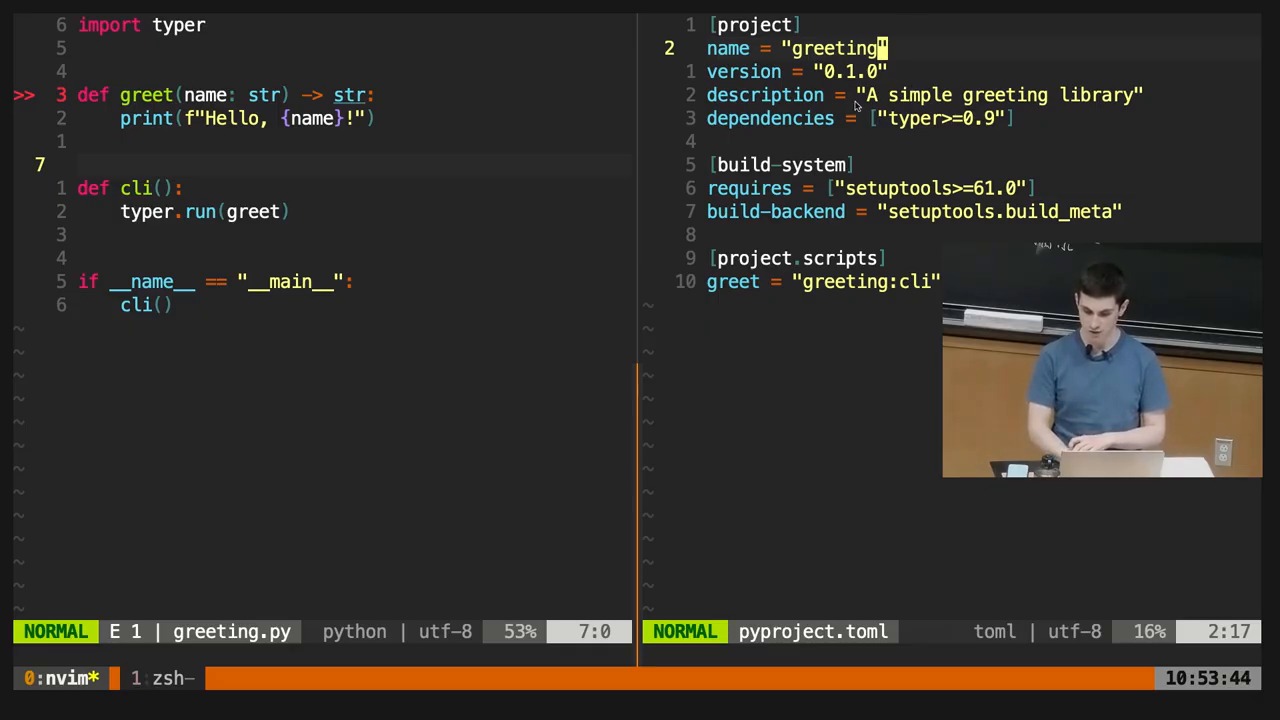 6 import typer
5
4
>> 3 def greet(name: str) -> str:
2     print(f"Hello, {name}!")
1
7
1 def cli():
2     typer.run(greet)
3
4
5 if __name__ == "__main__":
6     cli()
~
~
~
~
~
~
~
~
~
~
~
~
~
NORMAL E 1 | greeting.py python | utf-8 53% 7:0
1 [project]
2 name = "greeting"
1 version = "0.1.0"
2 description = "A simple greeting library"
3 dependencies = ["typer>=0.9"]
4
5 [build-system]
6 requires = ["setuptools>=61.0"]
7 build-backend = "setuptools.build_meta"
8
9 [project.scripts]
10 greet = "greeting:cli"
~
~
~
~
~
~
~
~
~
~
~
~
~
~
NORMAL pyproject.toml toml | utf-8 16% 2:17
0:nvim* 1:zsh- 10:53:44